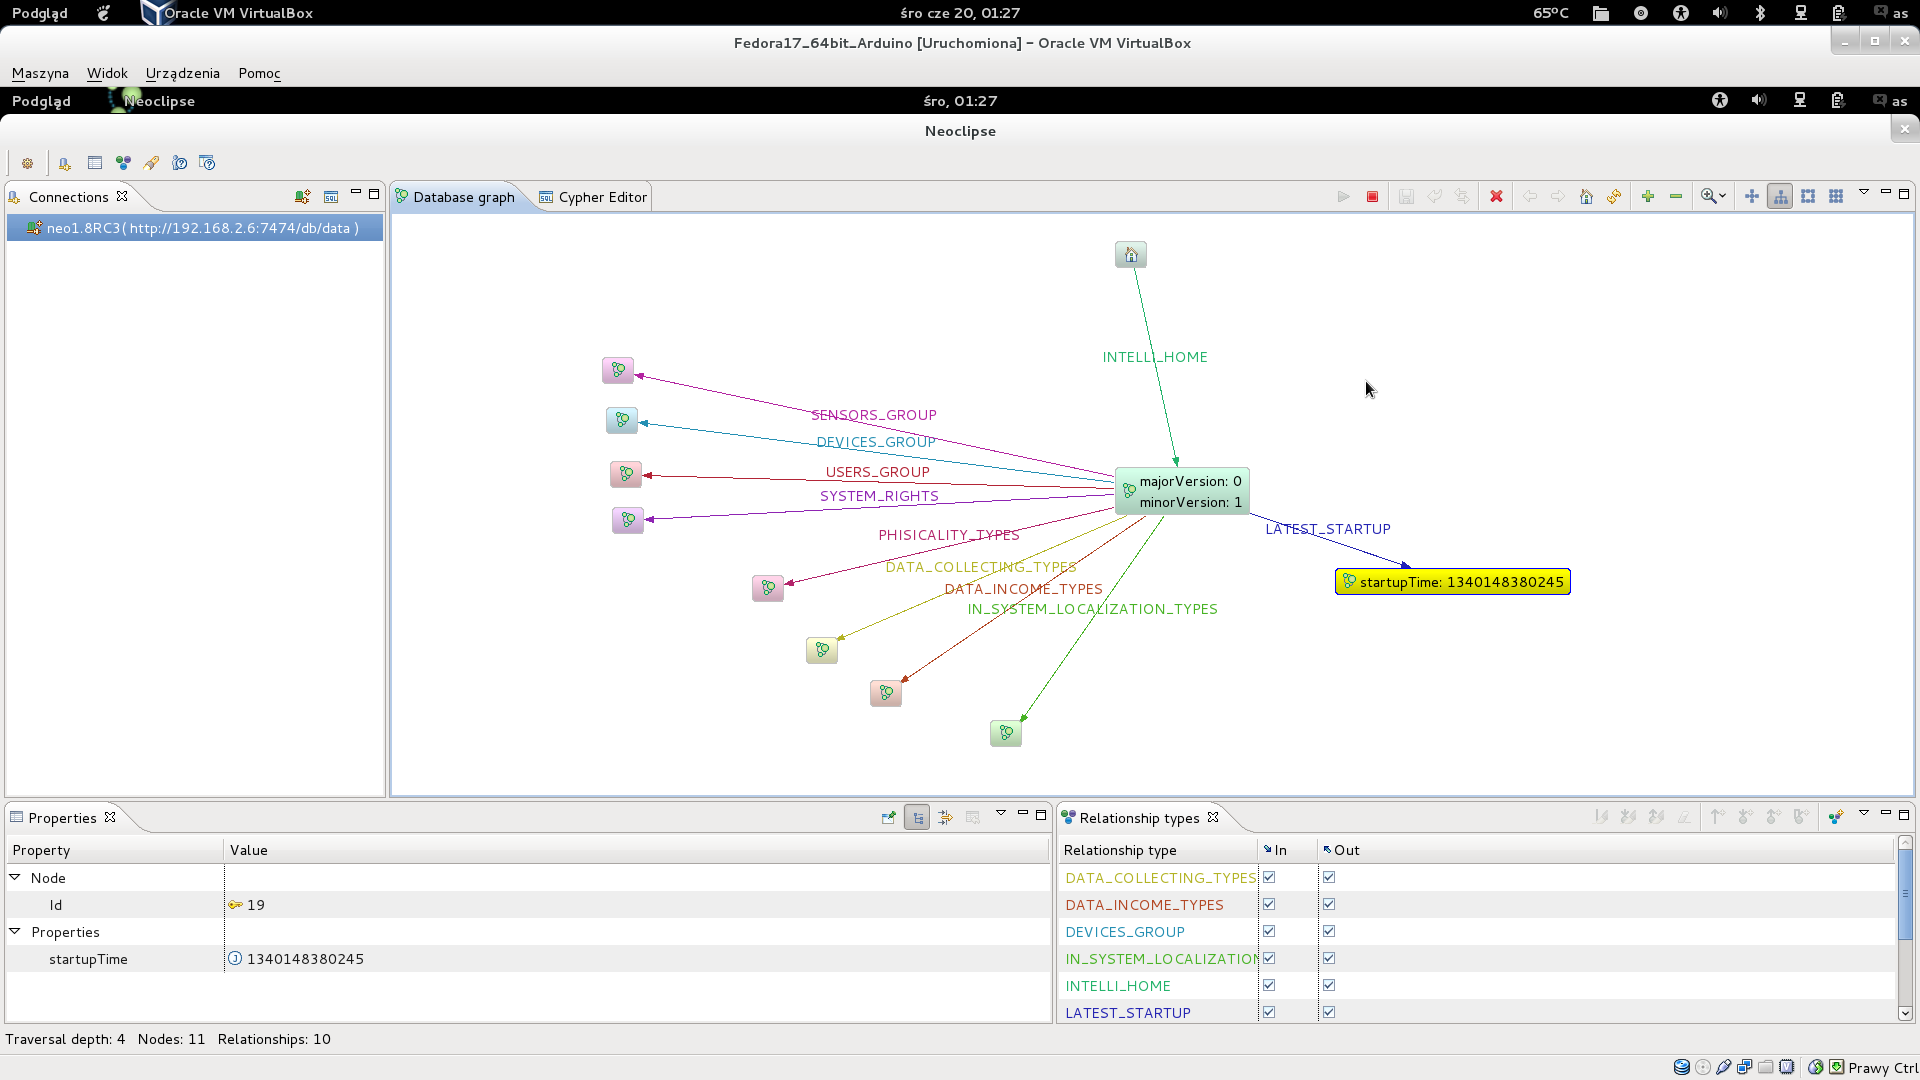 Podgląd Oracle VM VirtualBox śro cze 20, 01:27 65°C as
Fedora17_64bit_Arduino [Uruchomiona] – Oracle VM VirtualBox
Maszyna Widok Urządzenia Pomoc
Podgląd Neoclipse śro, 01:27 as
Neoclipse
Connections
Database graph Cypher Editor
neo1.8RC3( http://192.168.2.6:7474/db/data )
INTELLI_HOME
SENSORS_GROUP
DEVICES_GROUP
USERS_GROUP
SYSTEM_RIGHTS
majorVersion: 0
minorVersion: 1
LATEST_STARTUP
PHISICALITY_TYPES
DATA_COLLECTING_TYPES
DATA_INCOME_TYPES
IN_SYSTEM_LOCALIZATION_TYPES
startupTime: 1340148380245
Properties
Property Value
Node
Id 19
Properties
startupTime 1340148380245
Relationship types
Relationship type In Out
DATA_COLLECTING_TYPES
DATA_INCOME_TYPES
DEVICES_GROUP
IN_SYSTEM_LOCALIZATION
INTELLI_HOME
LATEST_STARTUP
Traversal depth: 4 Nodes: 11 Relationships: 10
Prawy Ctrl